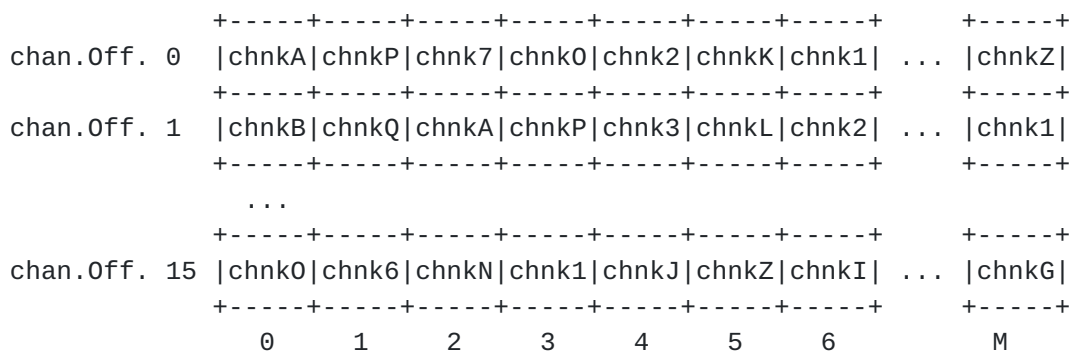 +-----+-----+-----+-----+-----+-----+-----+     +-----+
chan.Off. 0  |chnkA|chnkP|chnk7|chnkO|chnk2|chnkK|chnk1| ... |chnkZ|
             +-----+-----+-----+-----+-----+-----+-----+     +-----+
chan.Off. 1  |chnkB|chnkQ|chnkA|chnkP|chnk3|chnkL|chnk2| ... |chnk1|
             +-----+-----+-----+-----+-----+-----+-----+     +-----+
               ...
             +-----+-----+-----+-----+-----+-----+-----+     +-----+
chan.Off. 15 |chnkO|chnk6|chnkN|chnk1|chnkJ|chnkZ|chnkI| ... |chnkG|
             +-----+-----+-----+-----+-----+-----+-----+     +-----+
                0     1     2     3     4     5     6          M